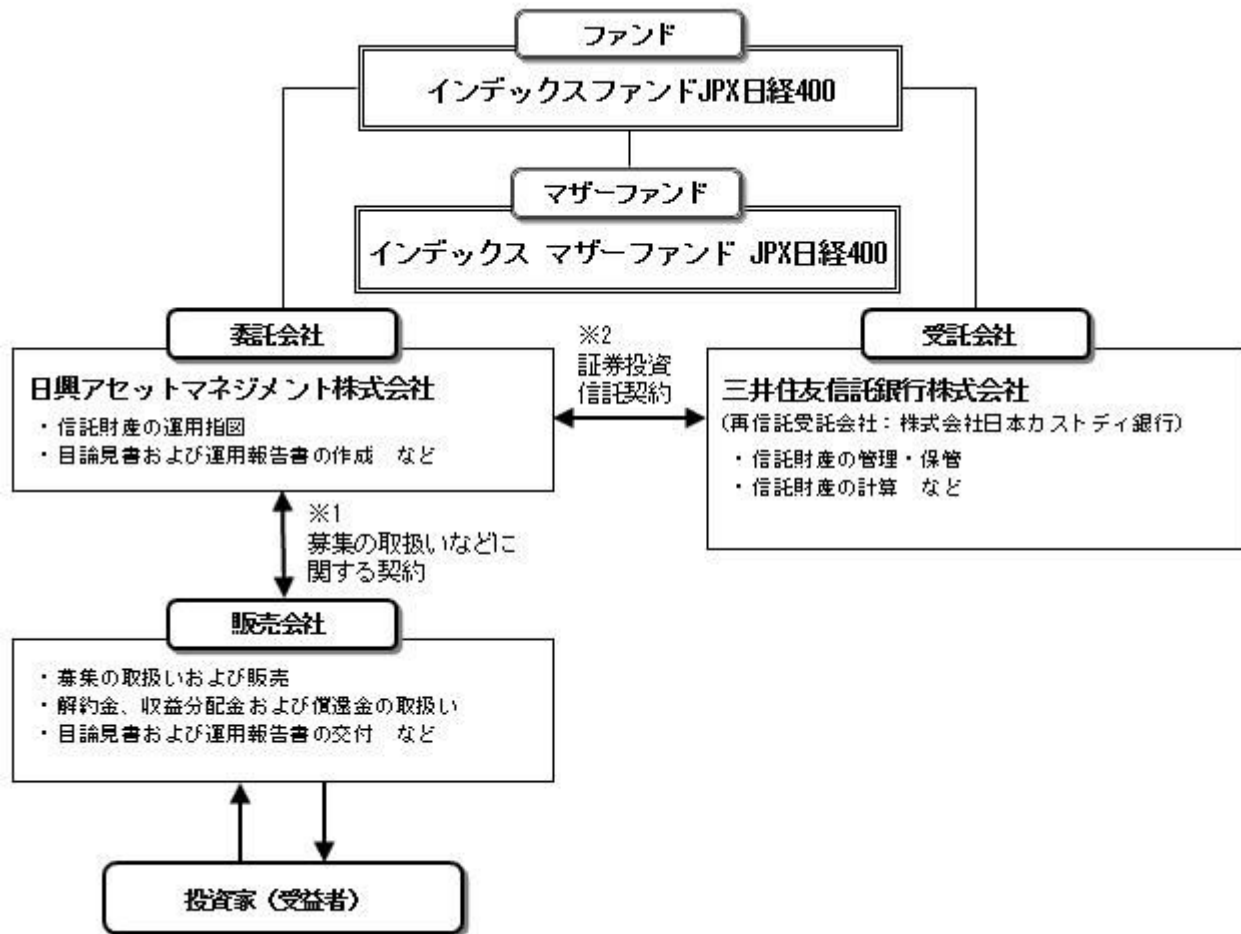 ファンド
インデックスファンドJPX日経400
マザーファンド
インデックス マザーファンド JPX日経400
委託会社
日興アセットマネジメント株式会社
・信託財産の運用指図
・目論見書および運用報告書の作成 など
※2
証券投資
信託契約
受託会社
三井住友信託銀行株式会社
(再信託受託会社:株式会社日本カストディ銀行)
・信託財産の管理・保管
・信託財産の計算 など
※1
募集の取扱いなどに
関する契約
販売会社
・募集の取扱いおよび販売
・解約金、収益分配金および償還金の取扱い
・目論見書および運用報告書の交付 など
投資家(受益者)